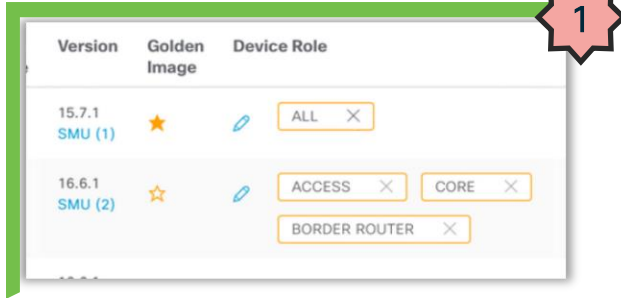 1
Version Golden Device Role
Image
15.7.1 ALL
SMU (1)
16.6.1 ACCESS CORE
SMU (2)
BORDER ROUTER